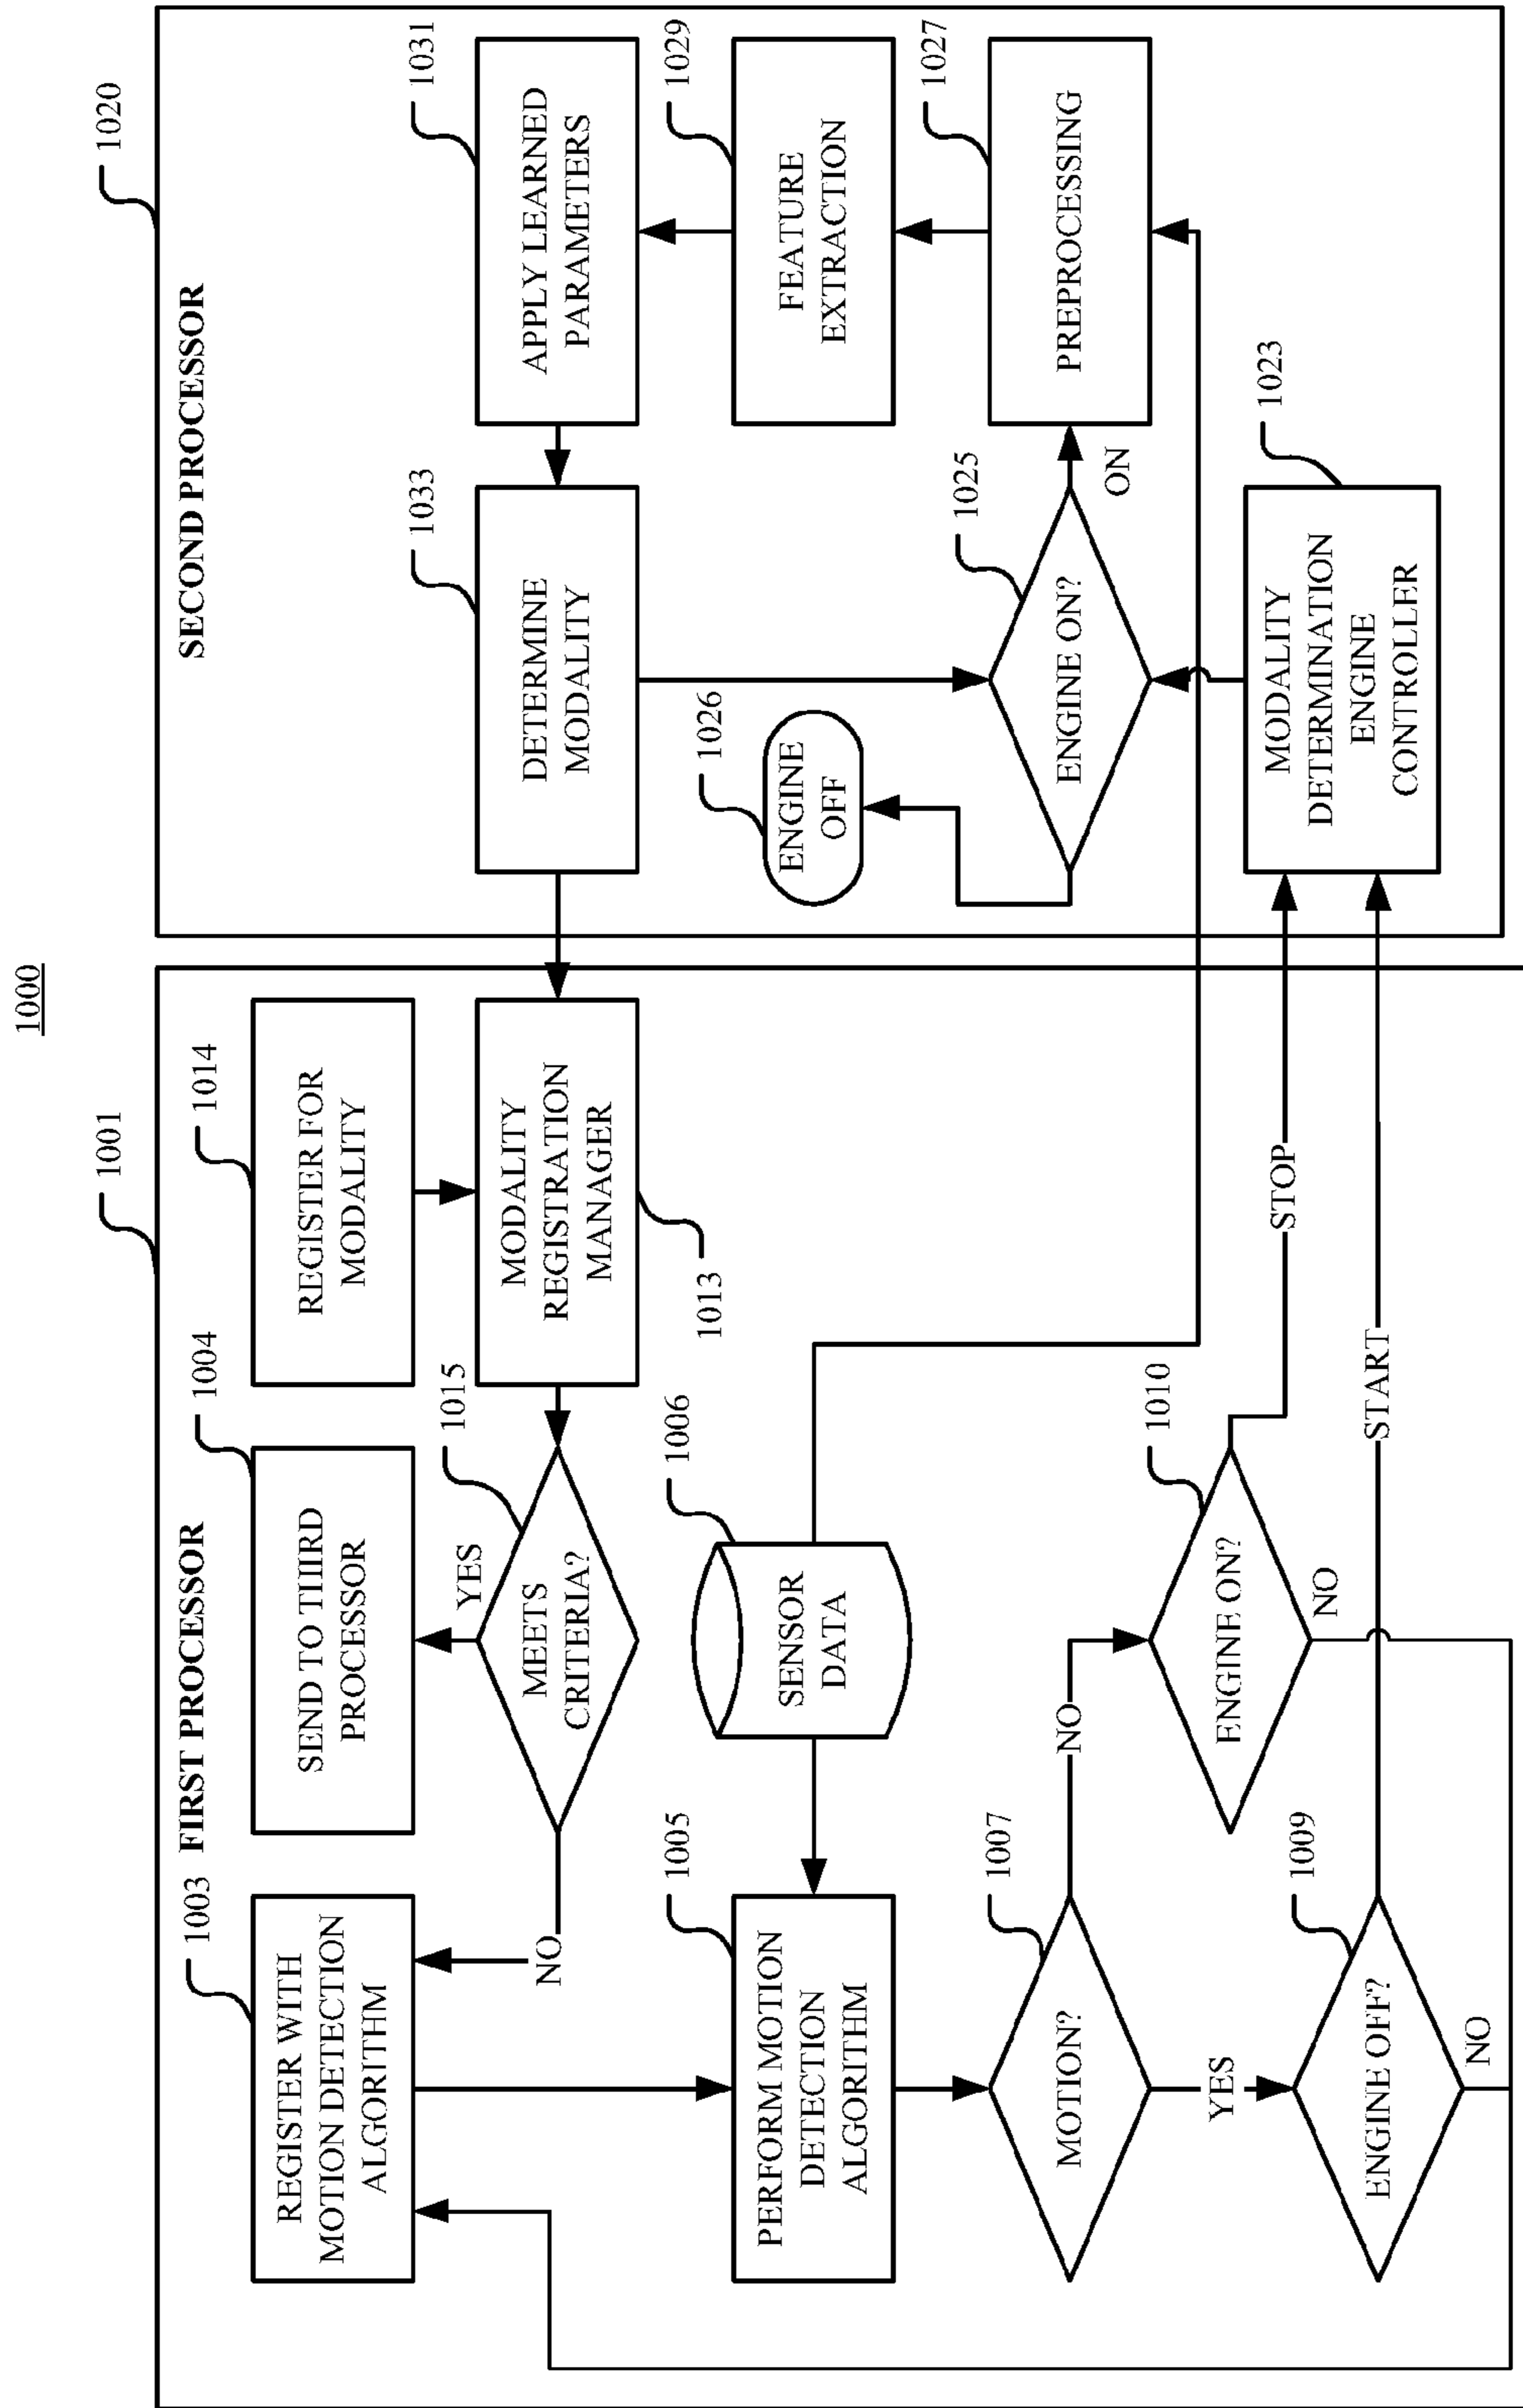 1000
1001
FIRST PROCESSOR
1003
REGISTER WITH
MOTION DETECTION
ALGORITHM
1004
SEND TO THIRD
PROCESSOR
1014
REGISTER FOR
MODALITY
NO
1015
MEETS
CRITERIA?
YES
MODALITY
REGISTRATION
MANAGER
1013
1005
PERFORM MOTION
DETECTION
ALGORITHM
1006
SENSOR
DATA
1007
MOTION?
NO
YES
1010
ENGINE ON?
NO
STOP
1009
ENGINE OFF?
NO
START
1020
SECOND PROCESSOR
1033
DETERMINE
MODALITY
1031
APPLY LEARNED
PARAMETERS
1026
ENGINE
OFF
1029
FEATURE
EXTRACTION
1025
ENGINE ON?
ON
1027
PREPROCESSING
1023
MODALITY
DETERMINATION
ENGINE
CONTROLLER